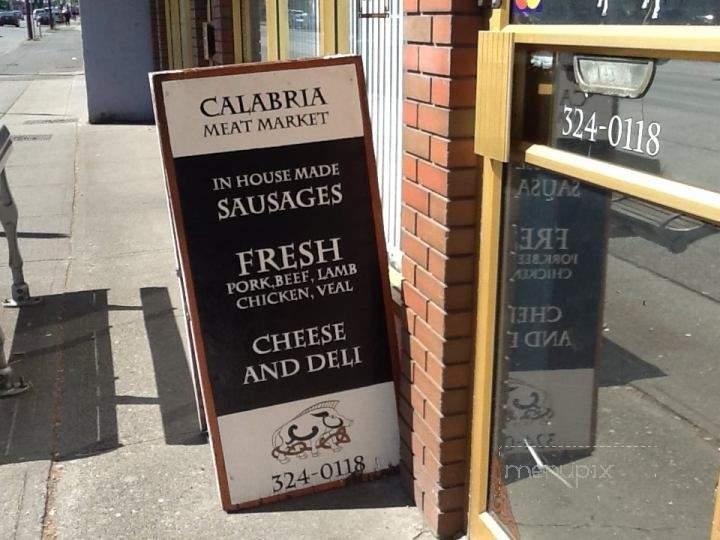 CALABRIA
MEAT MARKET
IN HOUSE MADE
SAUSAGES
FRESH
PORK,BEEF, LAMB
CHICKEN, VEAL
CHEESE
AND DELI
324-0118
324-0118
menupix